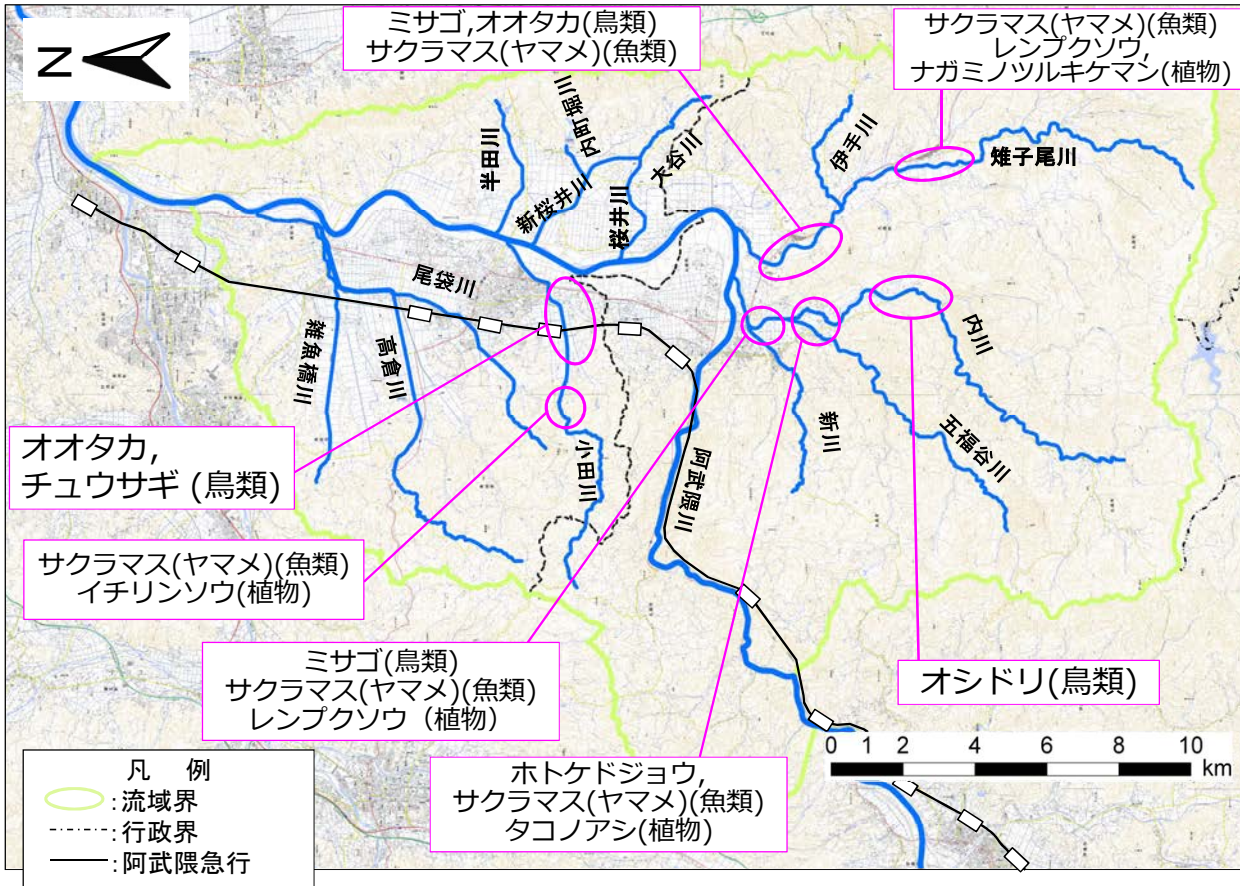 N
ミサゴ,オオタカ(鳥類)
サクラマス(ヤマメ)(魚類)
サクラマス(ヤマメ)(魚類)
レンプクソウ,
ナガミノツルキケマン(植物)
半田川
内町堀川
新桜井川
桜井川
大谷川
伊手川
雉子尾川
尾袋川
雑魚橋川
高倉川
小田川
阿武隈川
新川
内川
五福谷川
オオタカ,
チュウサギ (鳥類)
サクラマス(ヤマメ)(魚類)
イチリンソウ(植物)
ミサゴ(鳥類)
サクラマス(ヤマメ)(魚類)
レンプクソウ (植物)
オシドリ(鳥類)
ホトケドジョウ,
サクラマス(ヤマメ)(魚類)
タコノアシ(植物)
0 1 2 4 6 8 10
km
凡 例
:流域界
:行政界
:阿武隈急行